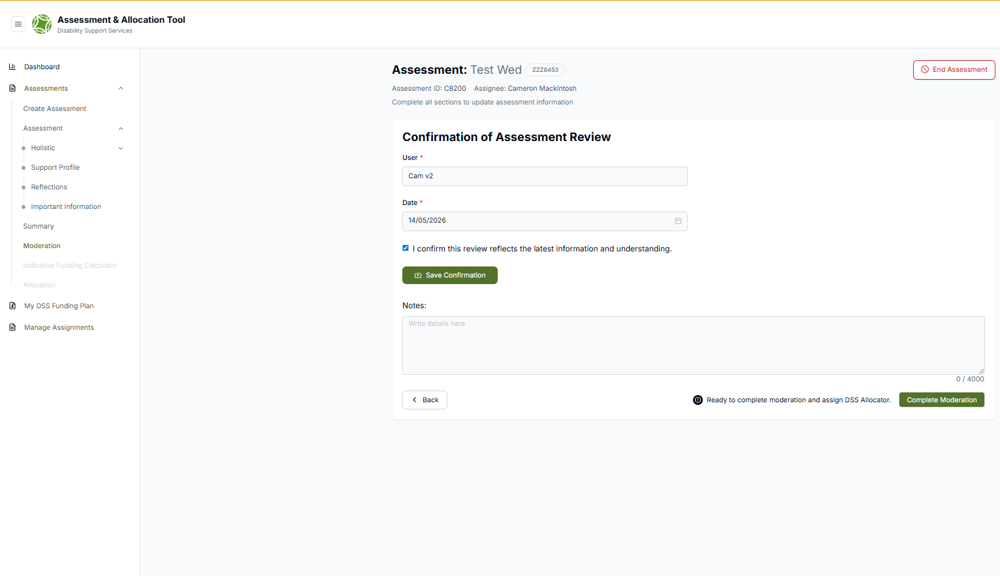 Assessment & Allocation Tool
Disability Support Services
Dashboard
Assessments
Create Assessment
Assessment
Holistic
Support Profile
Reflections
Important Information
Summary
Moderation
Indicative Funding Calculator
Allocation
My DSS Funding Plan
Manage Assignments
Assessment: Test Wed ZZZ8453
End Assessment
Assessment ID: C8200 Assignee: Cameron Mackintosh
Complete all sections to update assessment information
Confirmation of Assessment Review
User *
Cam v2
Date *
14/05/2026
I confirm this review reflects the latest information and understanding.
Save Confirmation
Notes:
Write details here
0 / 4000
Back
Ready to complete moderation and assign DSS Allocator.
Complete Moderation